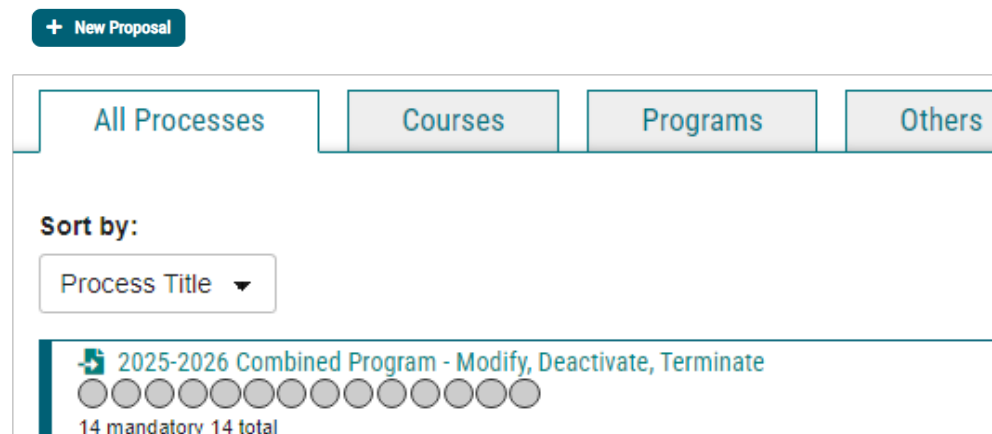 New Proposal
All Processes Courses Programs Others
Sort by:
Process Title
2025-2026 Combined Program - Modify, Deactivate, Terminate
14 mandatory 14 total